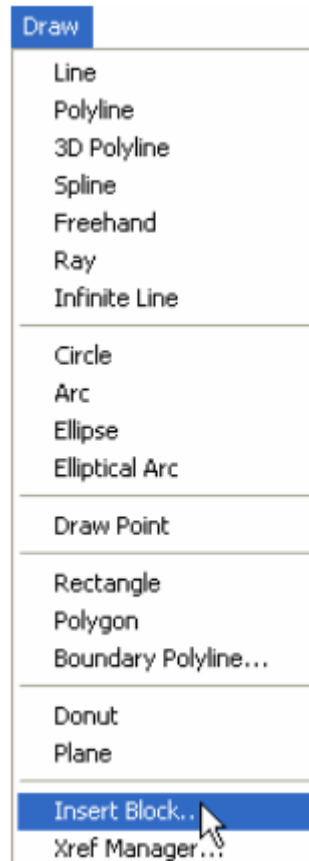 Draw
Line
Polyline
3D Polyline
Spline
Freehand
Ray
Infinite Line
Circle
Arc
Ellipse
Elliptical Arc
Draw Point
Rectangle
Polygon
Boundary Polyline...
Donut
Plane
Insert Block...
Xref Manager...